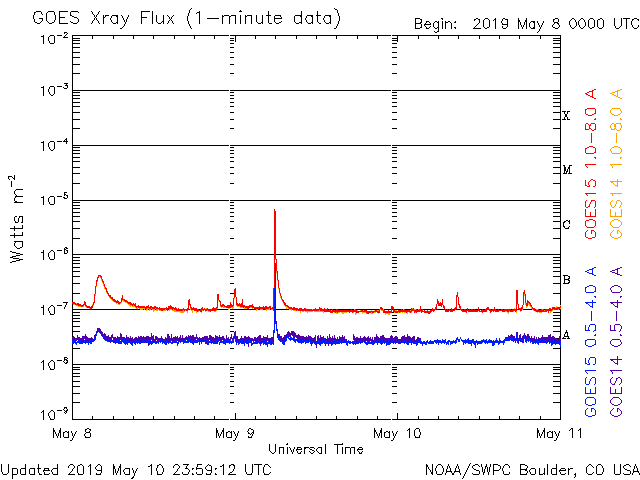 GOES Xray Flux (1-minute data)
Begin: 2019 May 8 0000 UTC
Watts m⁻²
10⁻²
10⁻³
10⁻⁴
10⁻⁵
10⁻⁶
10⁻⁷
10⁻⁸
10⁻⁹
X
M
C
B
A
GOES15 1.0-8.0 A
GOES14 1.0-8.0 A
GOES15 0.5-4.0 A
GOES14 0.5-4.0 A
May 8
May 9
May 10
May 11
Universal Time
Updated 2019 May 10 23:59:12 UTC
NOAA/SWPC Boulder, CO USA